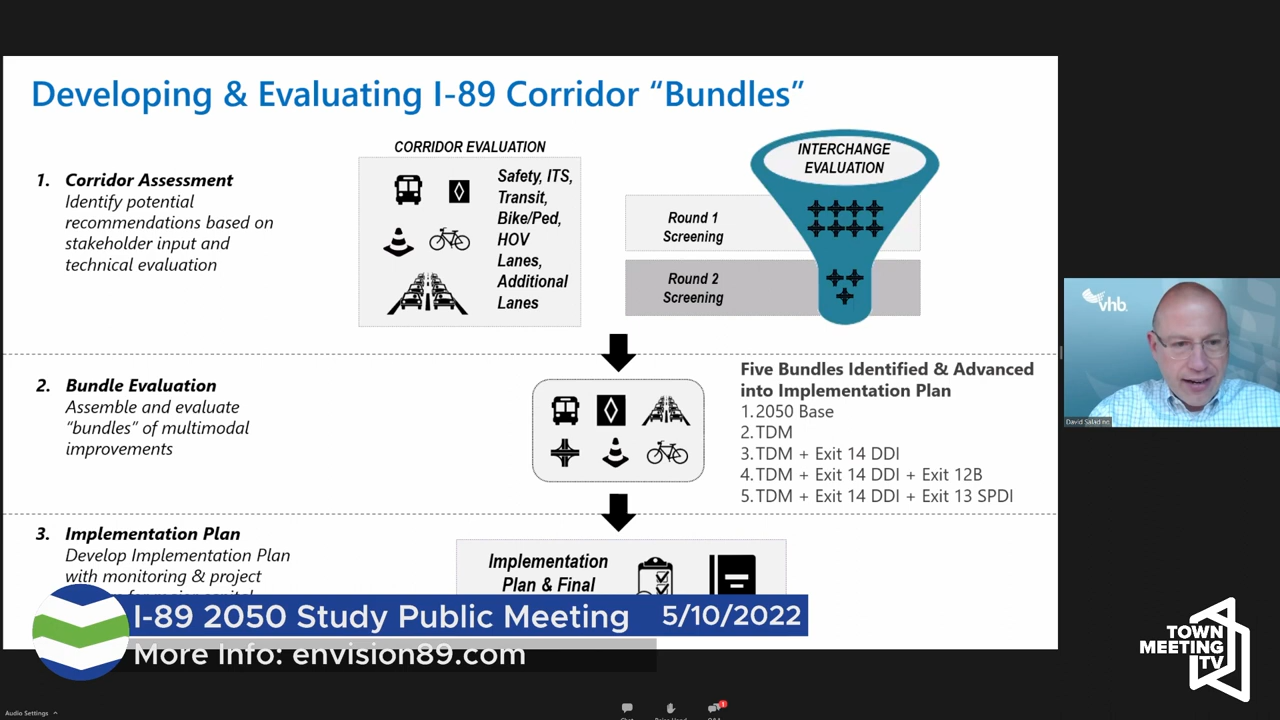 Developing & Evaluating I-89 Corridor “Bundles”
CORRIDOR EVALUATION
INTERCHANGE
EVALUATION
1. Corridor Assessment
Identify potential
recommendations based on
stakeholder input and
technical evaluation
Safety, ITS,
Transit,
Bike/Ped,
HOV
Lanes,
Additional
Lanes
Round 1
Screening
Round 2
Screening
vhb
David Saladino
2. Bundle Evaluation
Assemble and evaluate
“bundles” of multimodal
improvements
Five Bundles Identified & Advanced
into Implementation Plan
1. 2050 Base
2. TDM
3. TDM + Exit 14 DDI
4. TDM + Exit 14 DDI + Exit 12B
5. TDM + Exit 14 DDI + Exit 13 SPDI
3. Implementation Plan
Develop Implementation Plan
with monitoring & project
Implementation
Plan & Final
I-89 2050 Study Public Meeting 5/10/2022
More Info: envision89.com
TOWN
MEETING
TV
Audio Settings
1